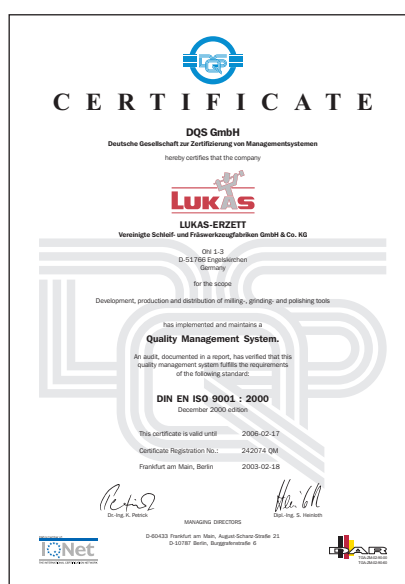 DQS
CERTIFICATE
DQS GmbH
Deutsche Gesellschaft zur Zertifizierung von Managementsystemen
hereby certifies that the company
LUKAS
LUKAS-ERZETT
Vereinigte Schleif- und Fräswerkzeugfabriken GmbH & Co. KG
Ohl 1-3
D-51766 Engelskirchen
Germany
for the scope
Development, production and distribution of milling-, grinding- and polishing tools
has implemented and maintains a
Quality Management System.
An audit, documented in a report, has verified that this
quality management system fulfills the requirements
of the following standard:
DIN EN ISO 9001 : 2000
December 2000 edition
This certificate is valid until 2006-02-17
Certificate Registration No.: 242074 QM
Frankfurt am Main, Berlin 2003-02-18
Dr.-Ing. K. Petrick Dipl.-Ing. S. Heinloth
MANAGING DIRECTORS
D-60433 Frankfurt am Main, August-Schanz-Straße 21
D-10787 Berlin, Burggrafenstraße 6
IQNet
THE INTERNATIONAL CERTIFICATION NETWORK
DAR